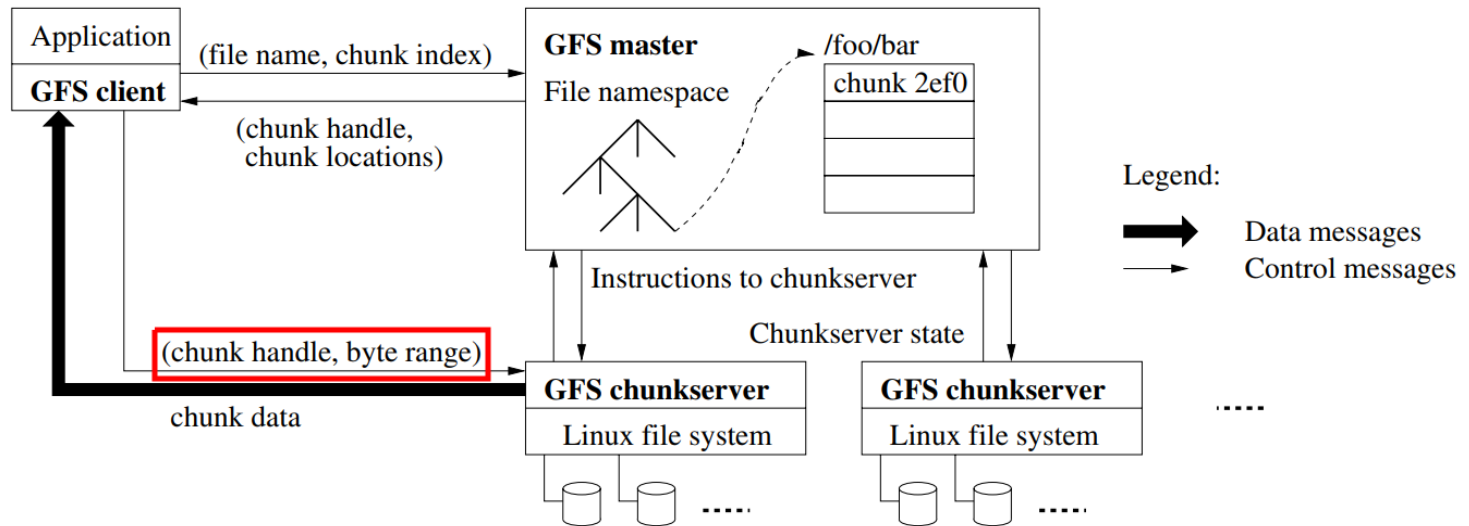 Application
GFS client
(file name, chunk index)
(chunk handle,
chunk locations)
GFS master
File namespace
/foo/bar
chunk 2ef0
Legend:
Data messages
Control messages
Instructions to chunkserver
Chunkserver state
(chunk handle, byte range)
chunk data
GFS chunkserver
Linux file system
GFS chunkserver
Linux file system